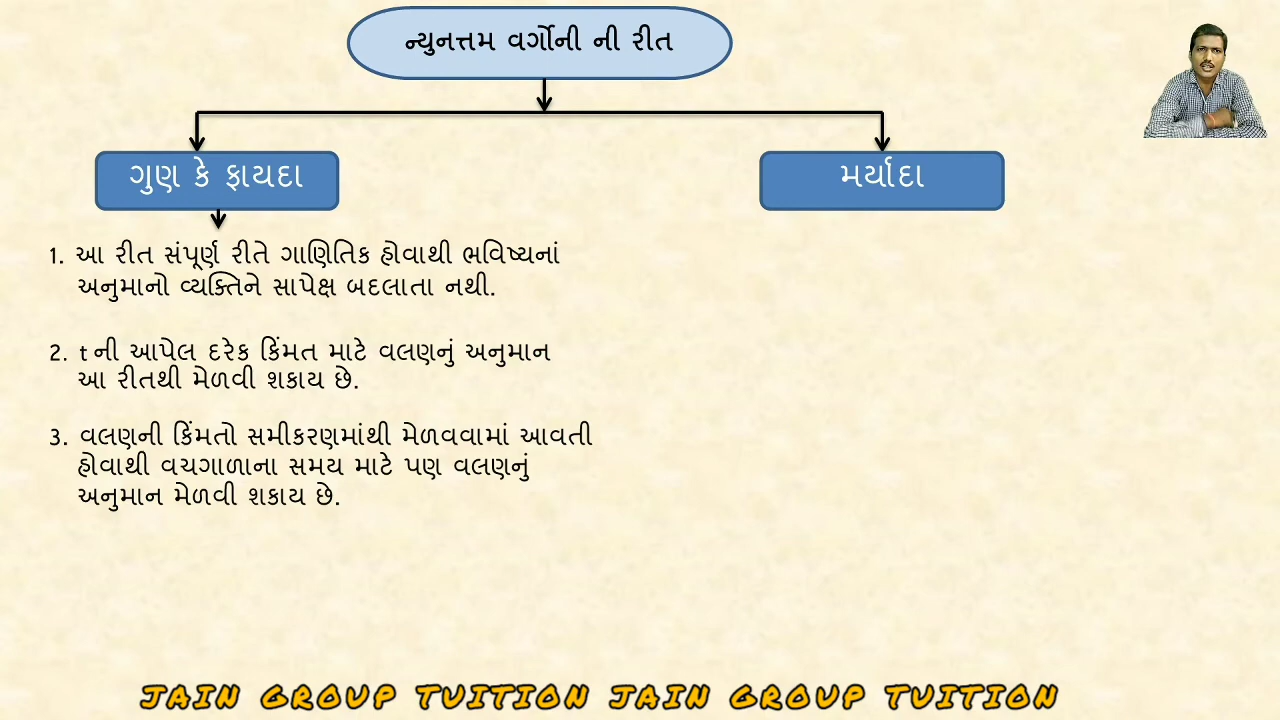 ન્યુનત્તમ વર્ગોની ની રીત
ગુણ કે ફાયદા
મર્યાદા
1. આ રીત સંપૂર્ણ રીતે ગાણિતિક હોવાથી ભવિષ્યનાં
અનુમાનો વ્યક્તિને સાપેક્ષ બદલાતા નથી.
2. t ની આપેલ દરેક કિંમત માટે વલણનું અનુમાન
આ રીતથી મેળવી શકાય છે.
3. વલણની કિંમતો સમીકરણમાંથી મેળવવામાં આવતી
હોવાથી વચગાળાના સમય માટે પણ વલણનું
અનુમાન મેળવી શકાય છે.
JAIN GROUP TUITION JAIN GROUP TUITION